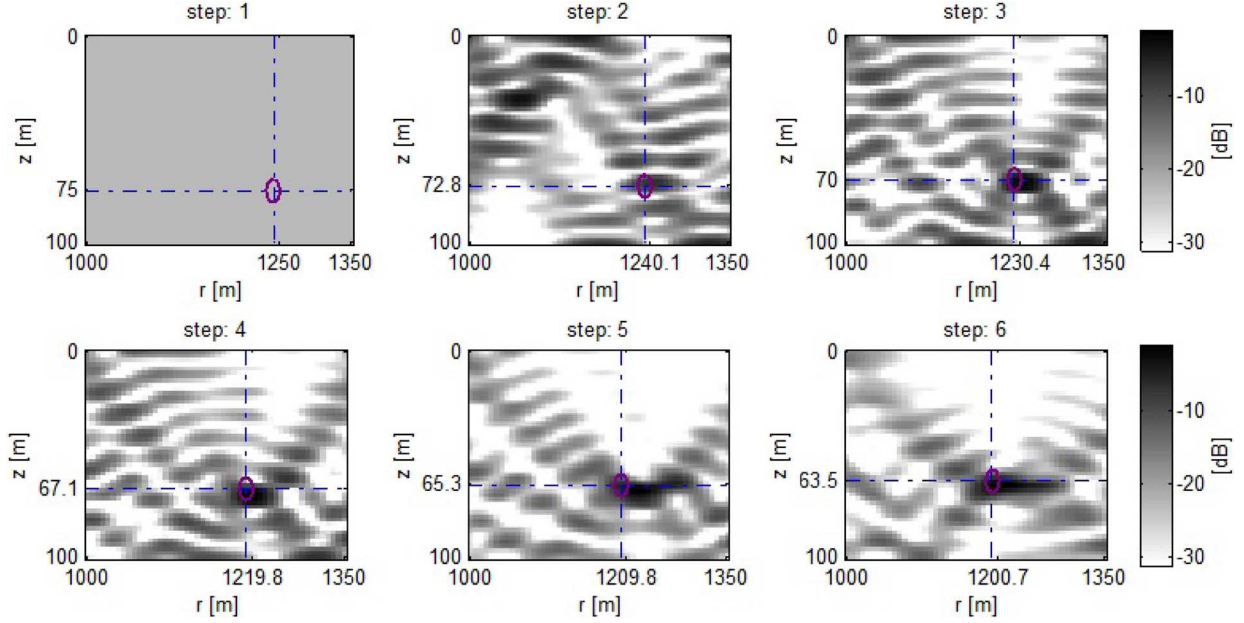 step: 1
step: 2
step: 3
0
75
100
z [m]
1000
1250
1350
r [m]
0
72.8
100
z [m]
1000
1240.1
1350
r [m]
0
70
100
z [m]
1000
1230.4
1350
r [m]
-10
-20
-30
[dB]
step: 4
step: 5
step: 6
0
67.1
100
z [m]
1000
1219.8
1350
r [m]
0
65.3
100
z [m]
1000
1209.8
1350
r [m]
0
63.5
100
z [m]
1000
1200.7
1350
r [m]
-10
-20
-30
[dB]